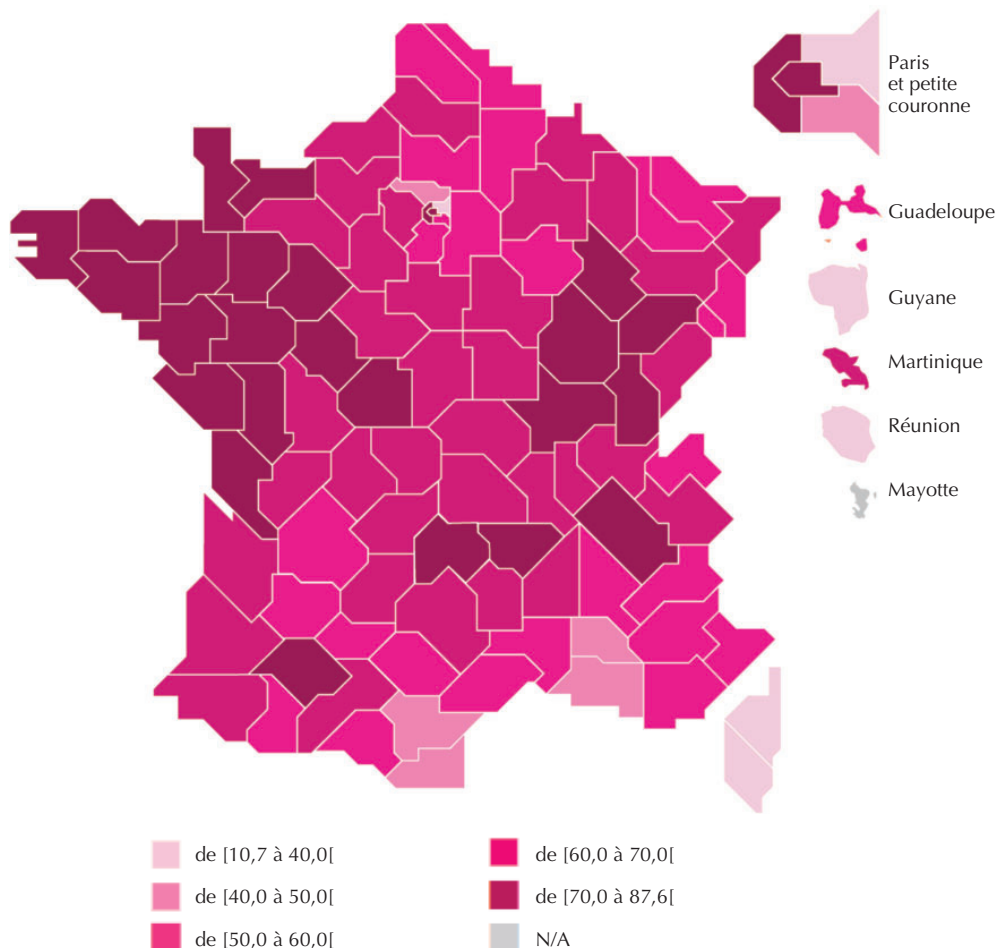 Paris
et petite
couronne
Guadeloupe
Guyane
Martinique
Réunion
Mayotte
de [10,7 à 40,0[
de [40,0 à 50,0[
de [50,0 à 60,0[
de [60,0 à 70,0[
de [70,0 à 87,6[
N/A